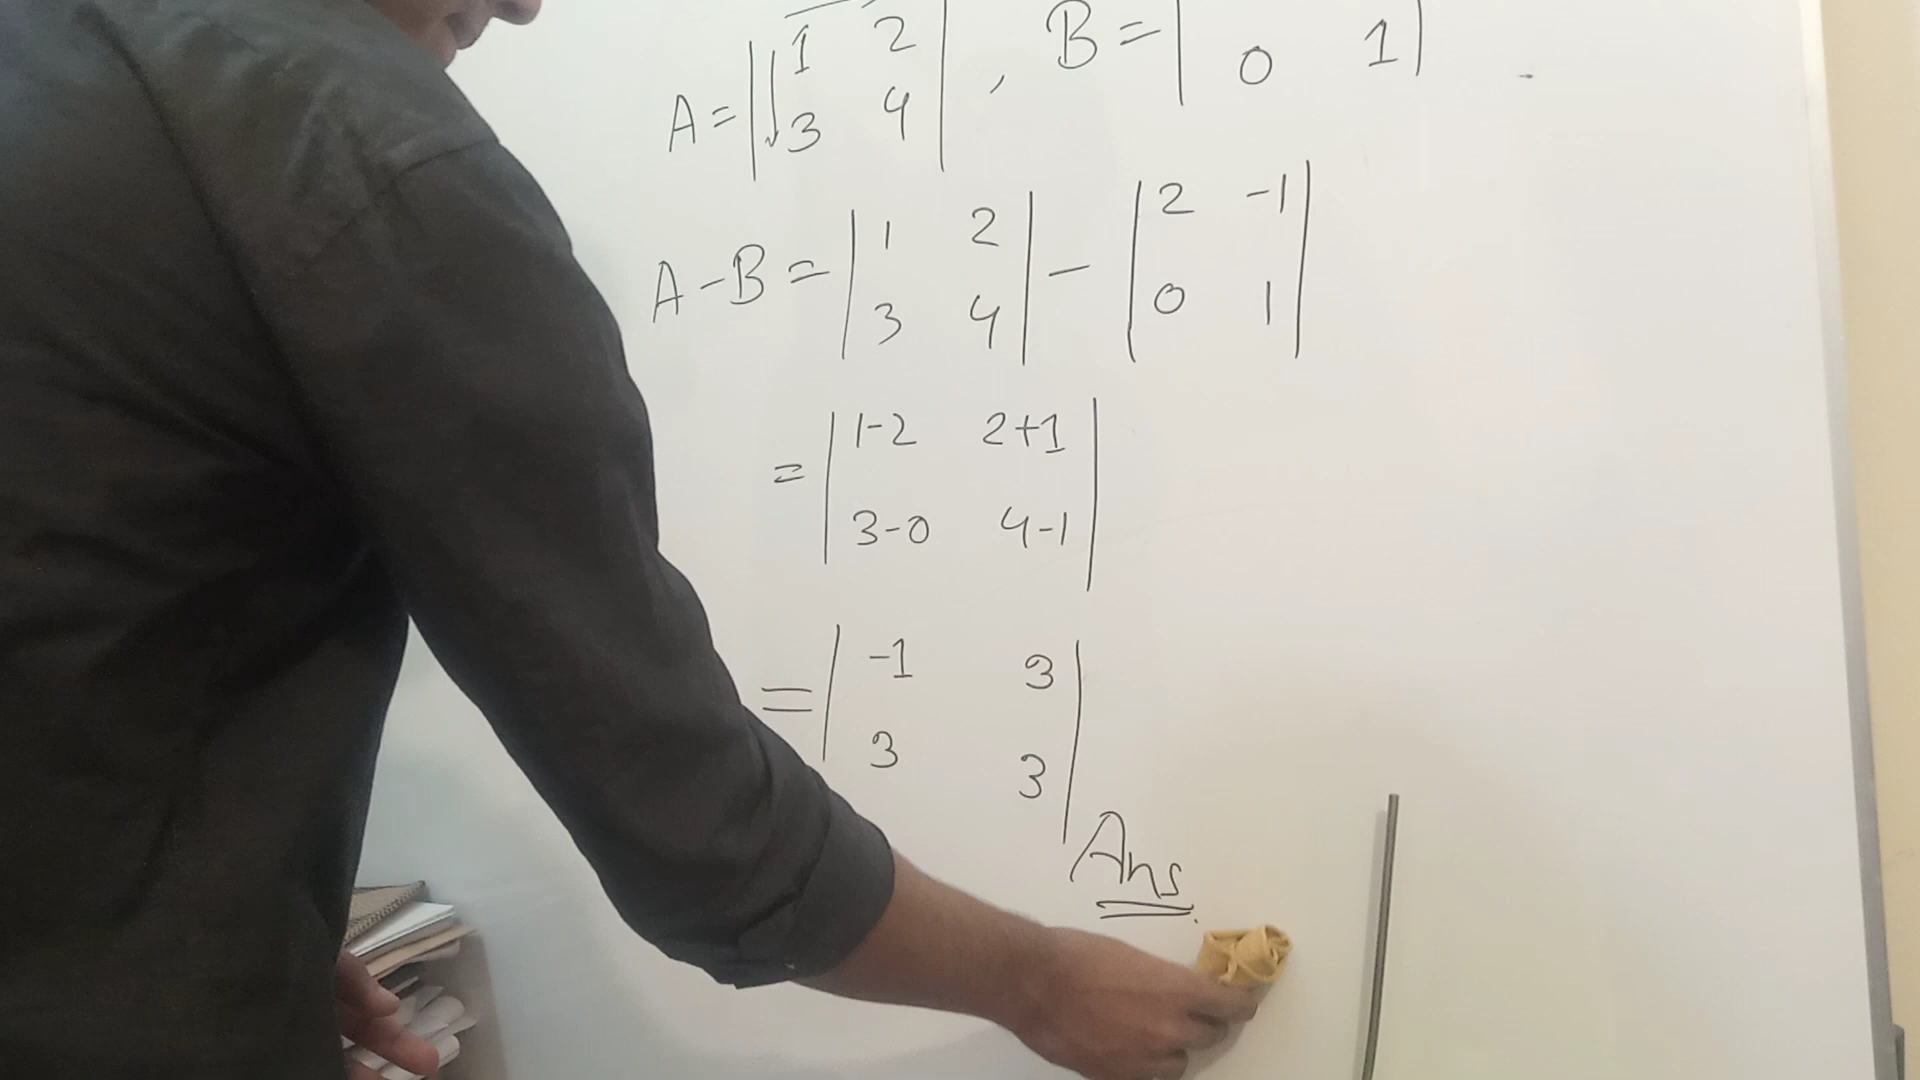 A = | 1 2 | , B = |
| 3 4 | | 0 1 |
A-B = | 1 2 | - | 2 -1 |
| 3 4 | | 0 1 |
= | 1-2 2+1 |
| 3-0 4-1 |
= | -1 3 |
| 3 3 |
Ans